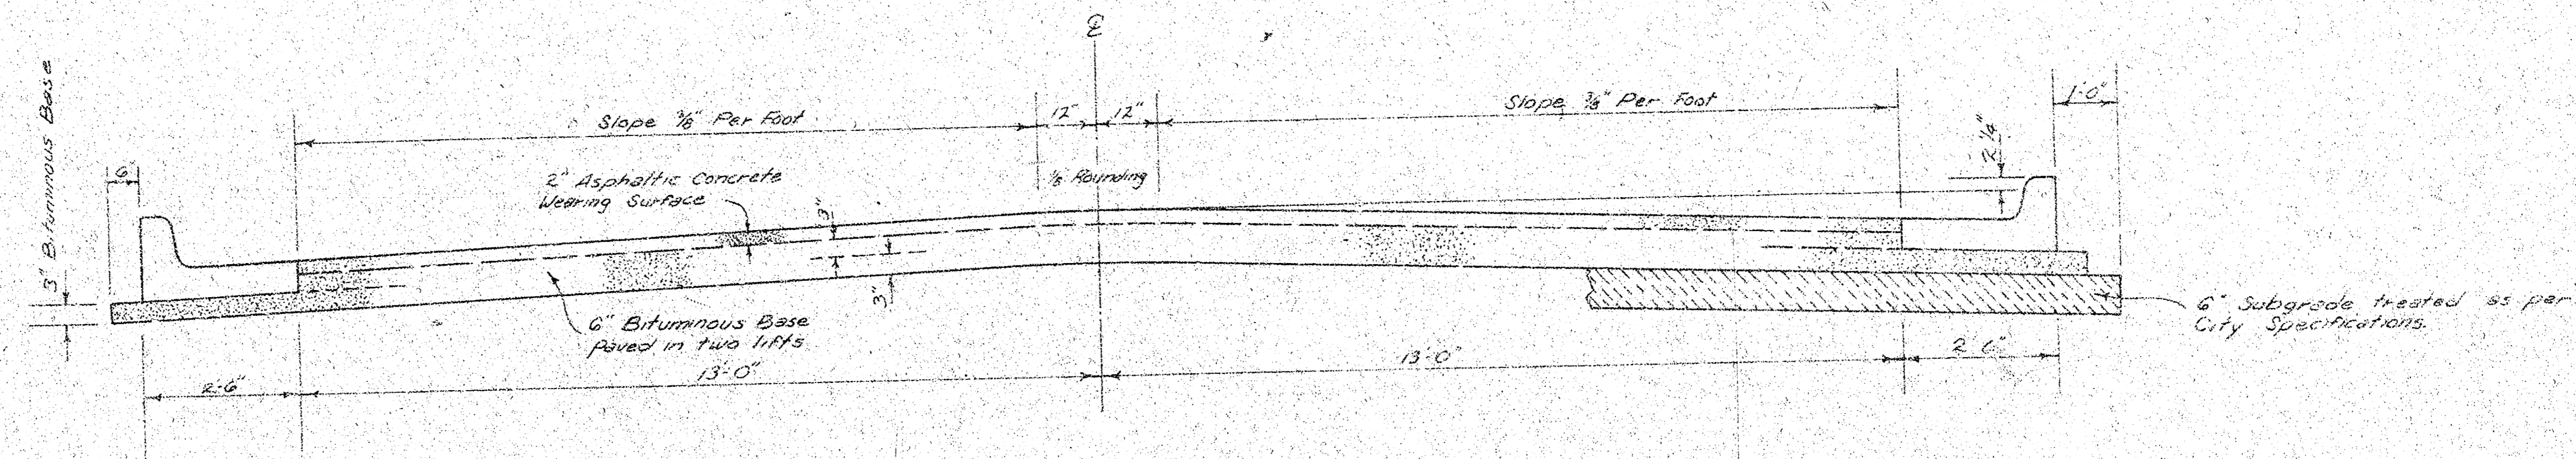 ℄
3" Bituminous Base
Slope 3/8" Per Foot
12"
12"
Slope 3/8" Per Foot
1'-0"
6"
2" Asphaltic Concrete
Wearing Surface
3"
1/8 Rounding
2 1/4"
3"
6" Bituminous Base
paved in two lifts
6" Subgrade treated as per
City Specifications.
2'-6"
13'-0"
13'-0"
2'-6"